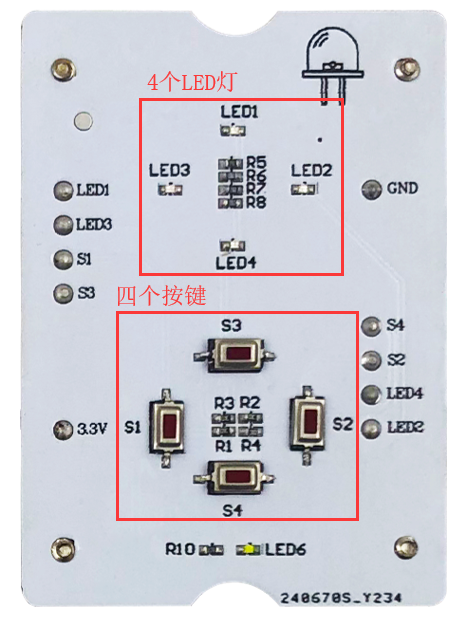 4个LED灯
LED1
R5
R6
LED3
R7
LED2
R8
LED4
LED1
LED3
S1
S3
GND
四个按键
S3
S4
S2
LED4
LED2
3.3V
S1
R3 R2
R1 R4
S2
S4
R10
LED6
240670S_Y234